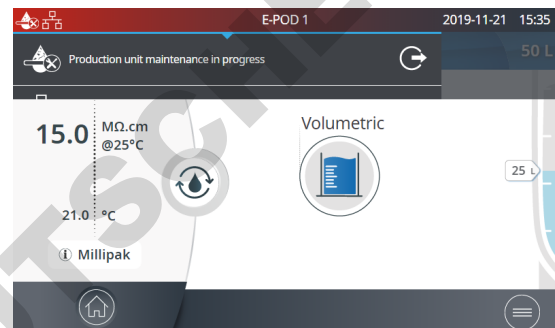 E-POD 1
2019-11-21 15:35
Production unit maintenance in progress
50 L
15.0 MΩ.cm
@25°C
Volumetric
25 L
21.0 °C
Millipak